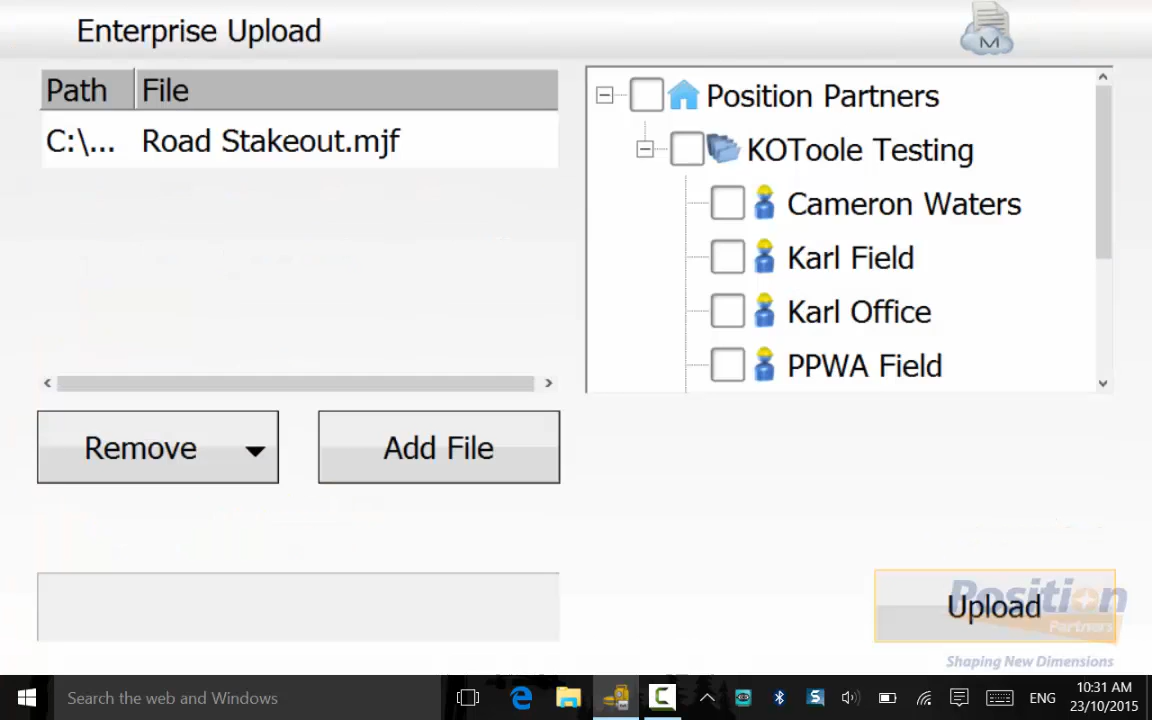 Enterprise Upload
M
Path File
C:\... Road Stakeout.mjf
Position Partners
KOToole Testing
Cameron Waters
Karl Field
Karl Office
PPWA Field
Remove
Add File
Upload
Position
Partners
Shaping New Dimensions
Search the web and Windows
ENG
10:31 AM
23/10/2015